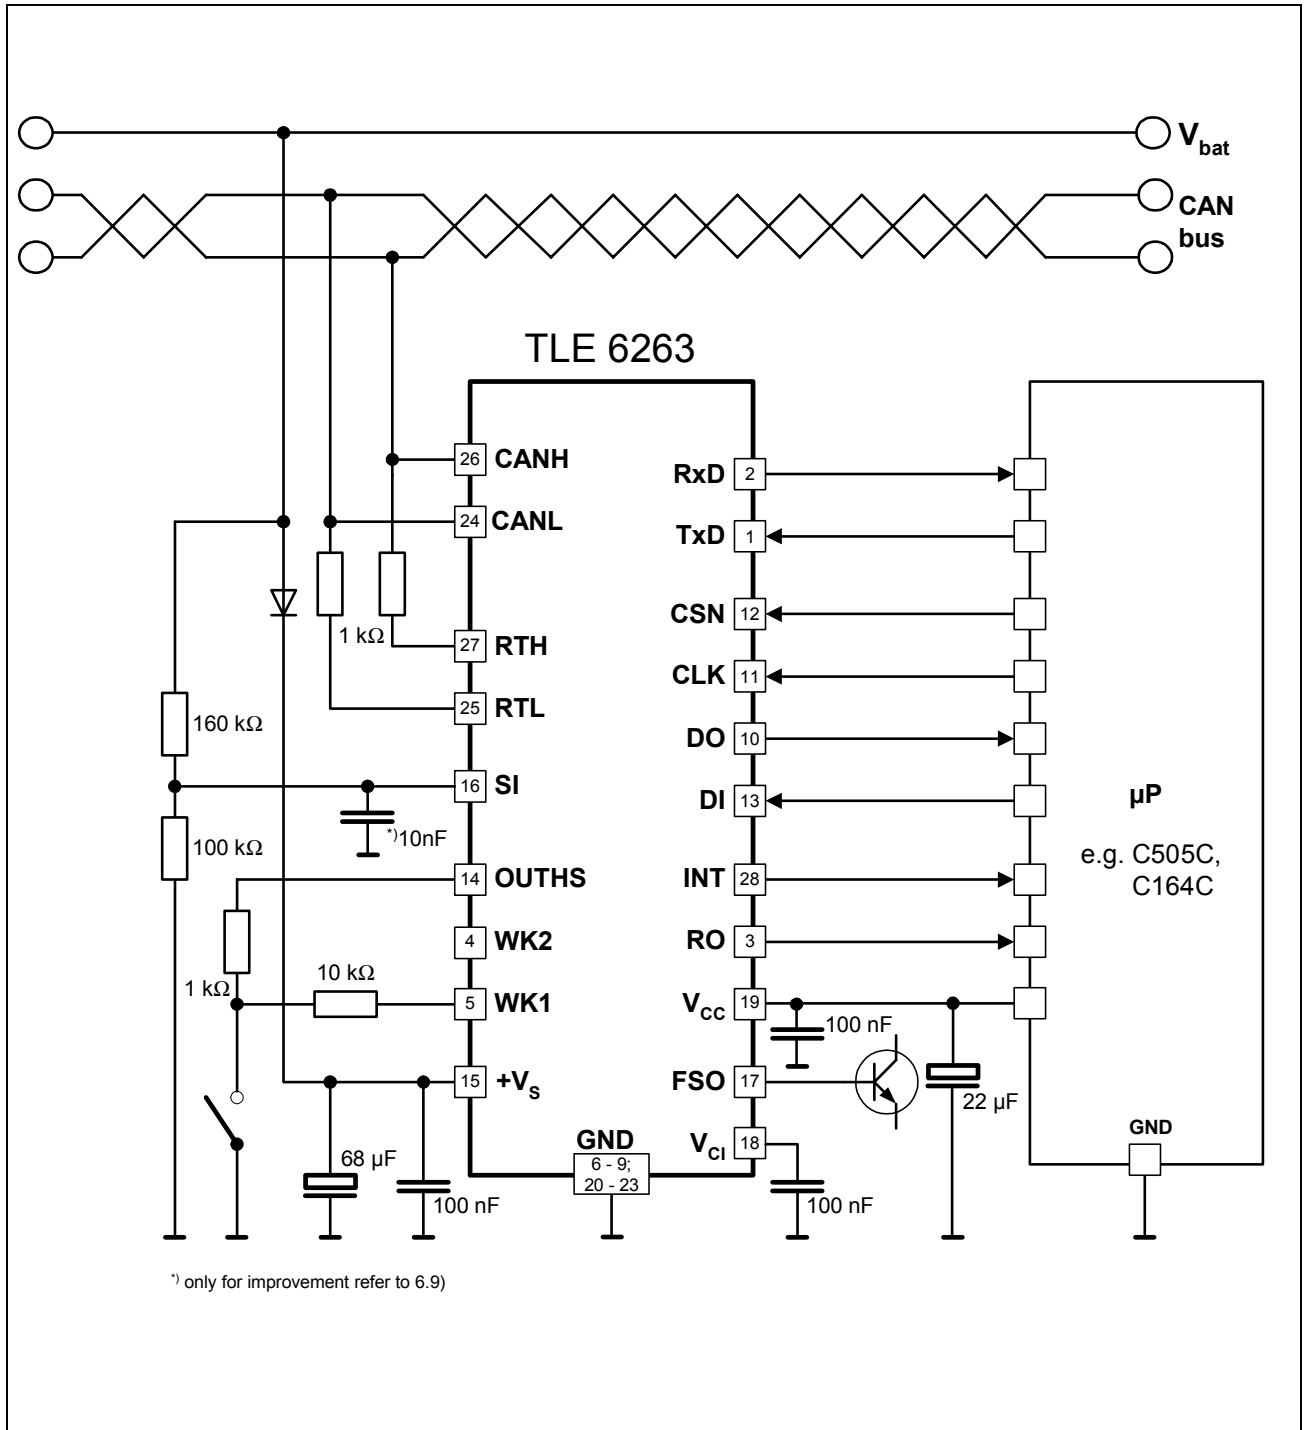 V_bat
CAN
bus
TLE 6263
26 CANH
RxD 2
24 CANL
TxD 1
CSN 12
1 kΩ
27 RTH
CLK 11
25 RTL
160 kΩ
DO 10
16 SI
DI 13
µP
*)10nF
100 kΩ
e.g. C505C,
C164C
14 OUTHS
INT 28
4 WK2
RO 3
10 kΩ
1 kΩ
5 WK1
V_CC 19
100 nF
15 +V_S
FSO 17
22 µF
GND
V_CI 18
GND
68 µF
6 - 9;
20 - 23
100 nF
100 nF
*) only for improvement refer to 6.9)